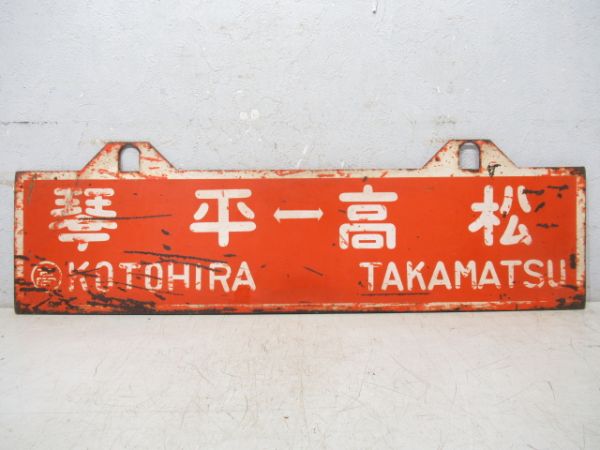 琴平↔高松
KOTOHIRA TAKAMATSU